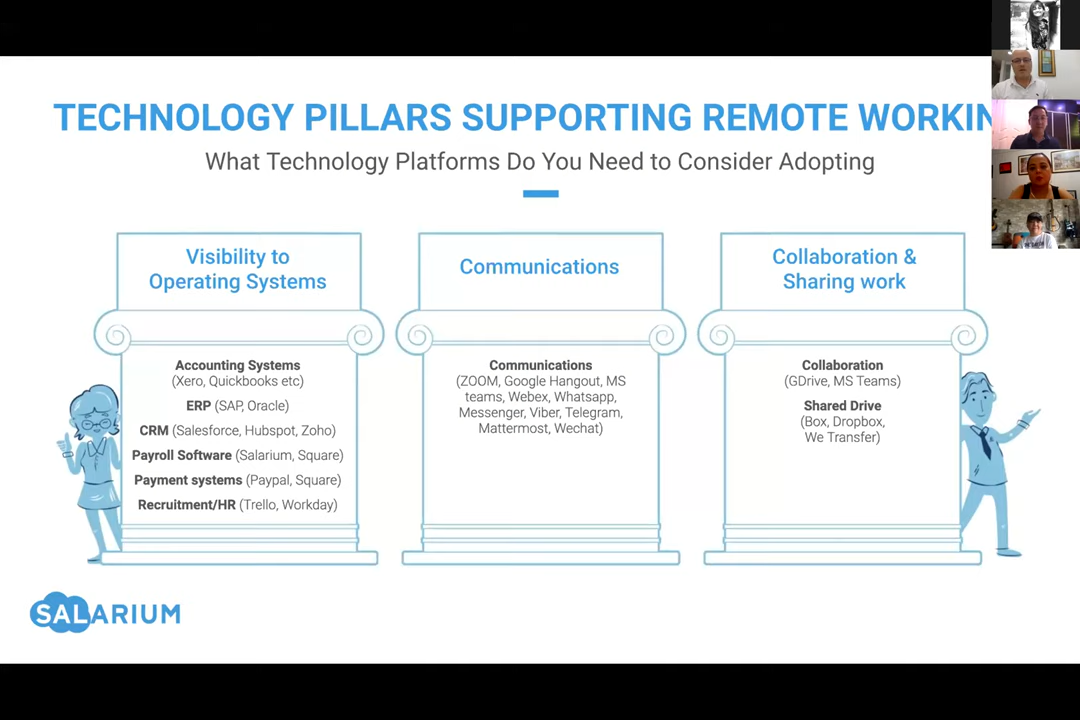 TECHNOLOGY PILLARS SUPPORTING REMOTE WORKIN
What Technology Platforms Do You Need to Consider Adopting
Visibility to
Operating Systems
Accounting Systems
(Xero, Quickbooks etc)
ERP (SAP, Oracle)
CRM (Salesforce, Hubspot, Zoho)
Payroll Software (Salarium, Square)
Payment systems (Paypal, Square)
Recruitment/HR (Trello, Workday)
Communications
Communications
(ZOOM, Google Hangout, MS
teams, Webex, Whatsapp,
Messenger, Viber, Telegram,
Mattermost, Wechat)
Collaboration &
Sharing work
Collaboration
(GDrive, MS Teams)
Shared Drive
(Box, Dropbox,
We Transfer)
SALARIUM